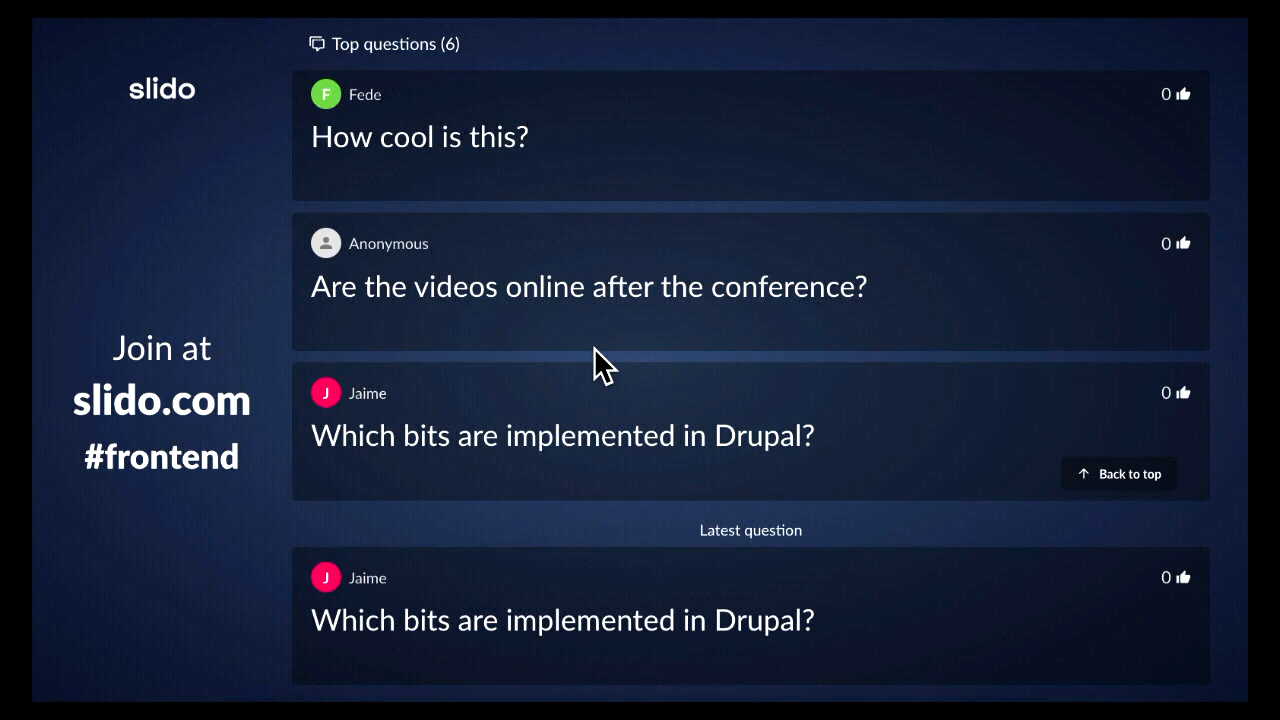 Top questions (6)
slido
F Fede 0
How cool is this?
Anonymous 0
Are the videos online after the conference?
Join at
slido.com
#frontend
J Jaime 0
Which bits are implemented in Drupal?
Back to top
Latest question
J Jaime 0
Which bits are implemented in Drupal?